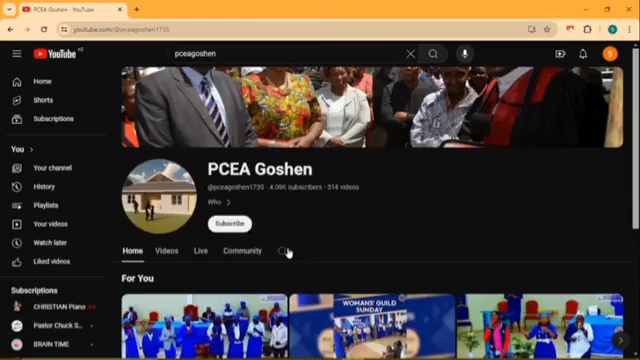 PCEA Goshen - YouTube
youtube.com/@pceagoshen1735
YouTube KE
pceagoshen
S
Home
Shorts
Subscriptions
You
Your channel
History
Playlists
Your videos
Watch later
Liked videos
Subscriptions
CHRISTIAN Piano
Pastor Chuck S...
BRAIN TIME
PCEA Goshen
@pceagoshen1735 · 4.09K subscribers · 314 videos
Who
Subscribe
Home Videos Live Community
For You
WOMANS' GUILD
SUNDAY